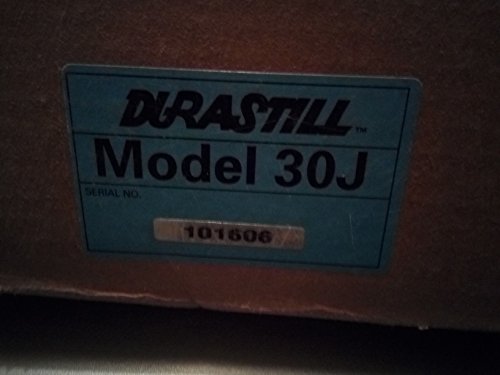 DURASTILL™
Model 30J
SERIAL NO.
101606